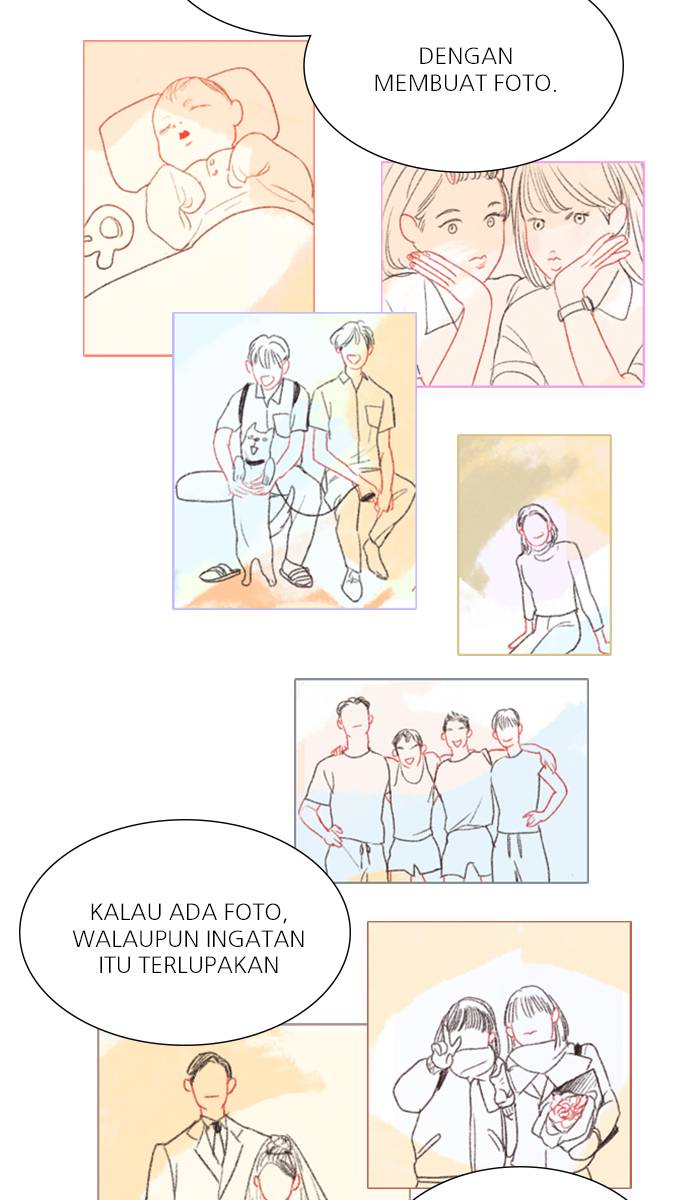 DENGAN
MEMBUAT FOTO.
KALAU ADA FOTO,
WALAUPUN INGATAN
ITU TERLUPAKAN